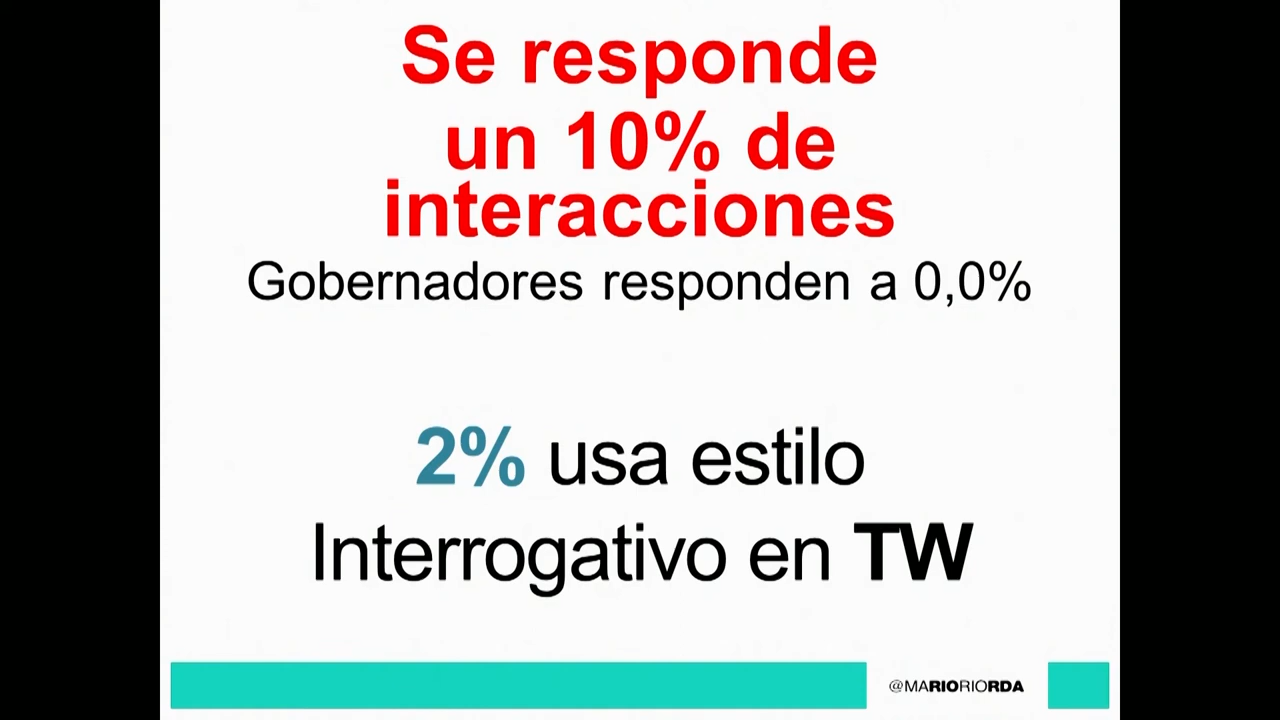 Se responde
un 10% de
interacciones
Gobernadores responden a 0,0%
2% usa estilo
Interrogativo en TW
@MARIORIORDA